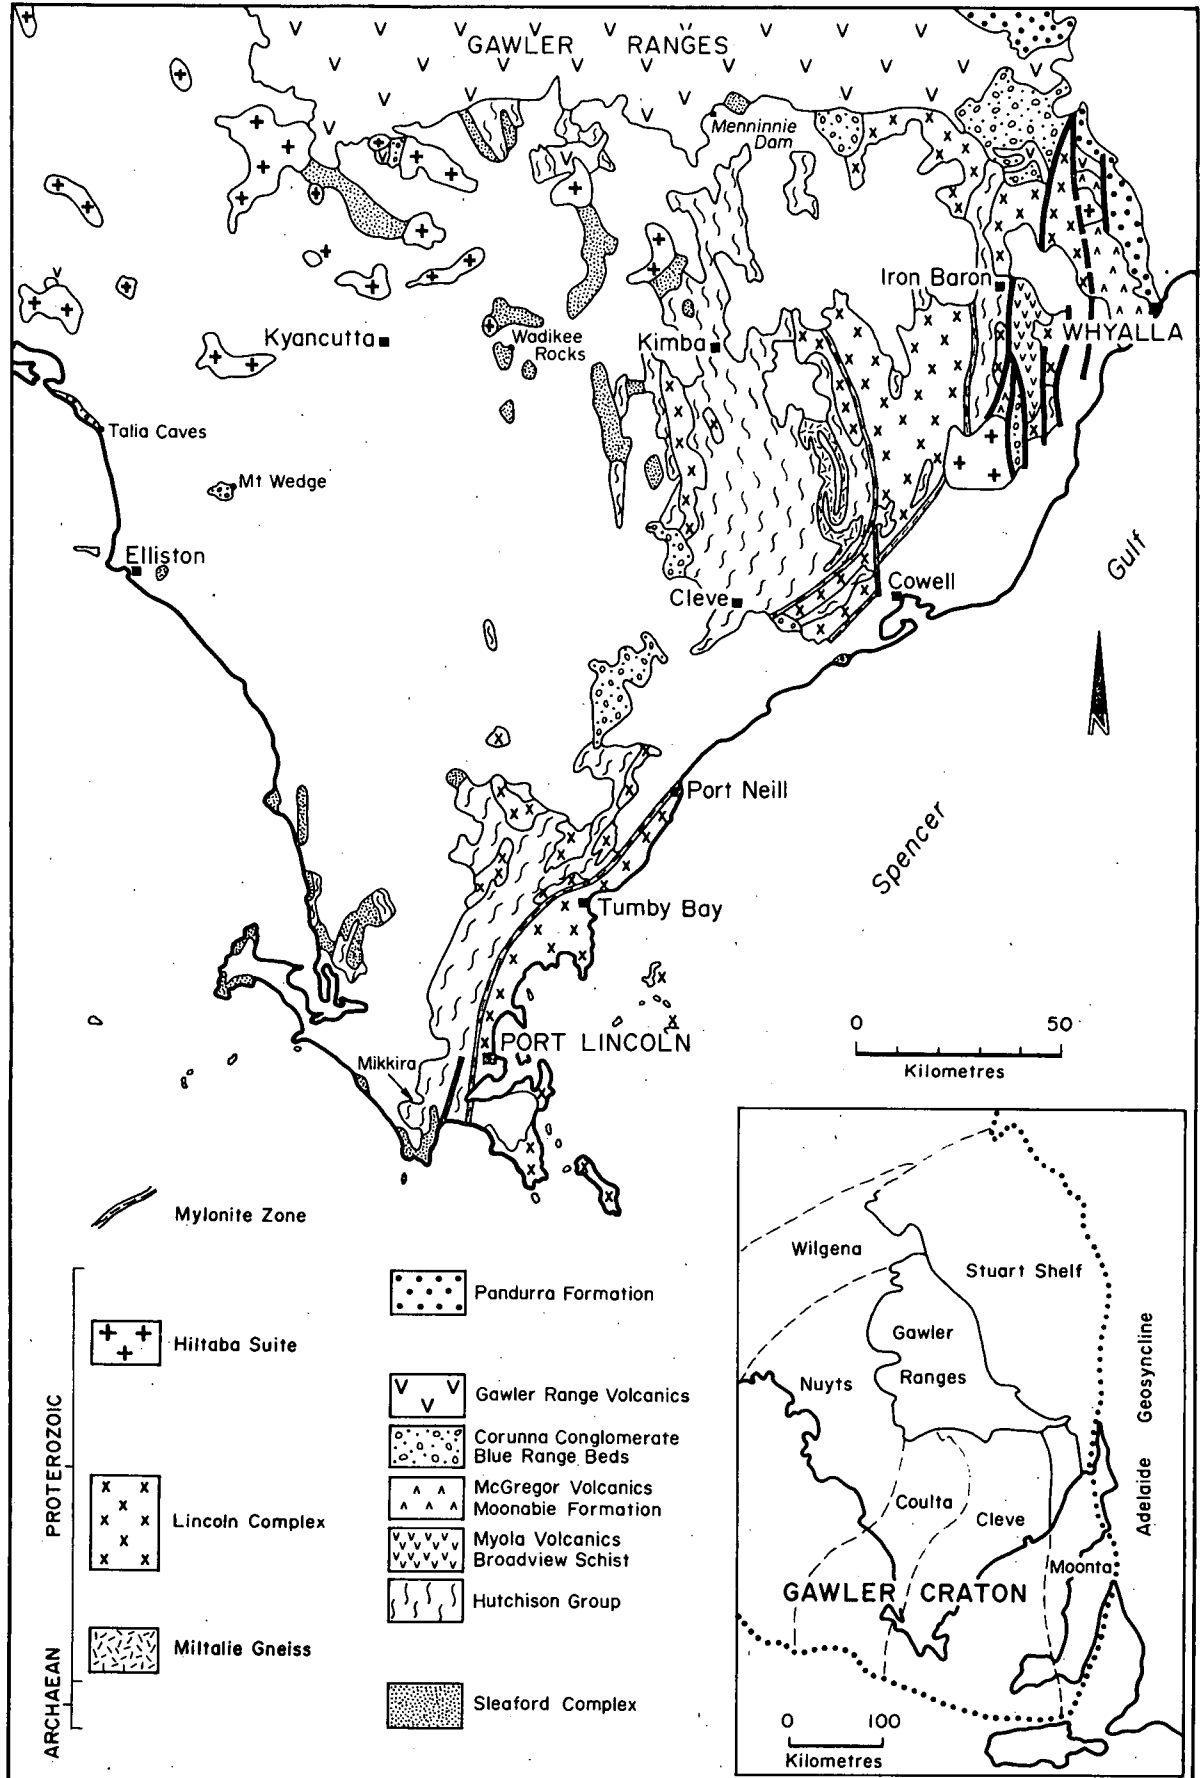 GAWLER RANGES
Menninnie
Dam
Iron Baron
WHYALLA
Kyancutta
Wadikee
Rocks
Kimba
Talia Caves
Mt Wedge
Elliston
Cleve
Cowell
Gulf
Spencer
Port Neill
Tumby Bay
PORT LINCOLN
Mikkira
0 50
Kilometres
Mylonite Zone
PROTEROZOIC
ARCHAEAN
Hiltaba Suite
Lincoln Complex
Miltalie Gneiss
Pandurra Formation
Gawler Range Volcanics
Corunna Conglomerate
Blue Range Beds
McGregor Volcanics
Moonabie Formation
Myola Volcanics
Broadview Schist
Hutchison Group
Sleaford Complex
Wilgena
Stuart Shelf
Gawler
Ranges
Nuyts
Adelaide Geosyncline
Coulta
Cleve
Moonta
GAWLER CRATON
0 100
Kilometres